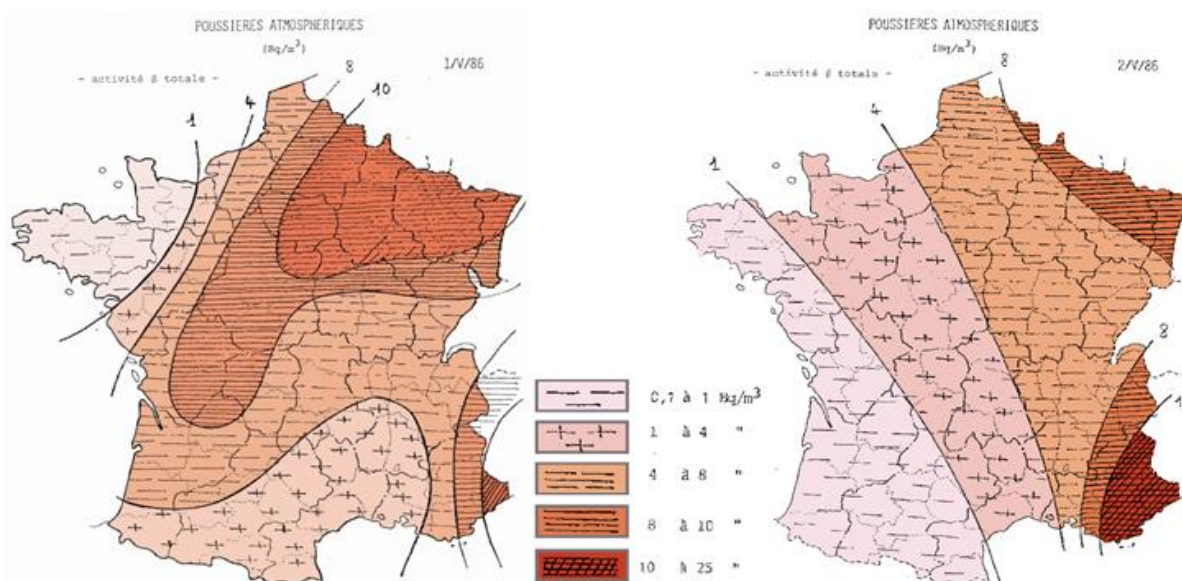 POUSSIERES ATMOSPHERIQUES
(Bq/m³)
- activité β totale -
1/V/86
1
4
8
10
POUSSIERES ATMOSPHERIQUES
(Bq/m³)
- activité β totale -
2/V/86
1
4
8
8
1
0,7 à 1 Bq/m³
1 à 4 "
4 à 8 "
8 à 10 "
10 à 25 "